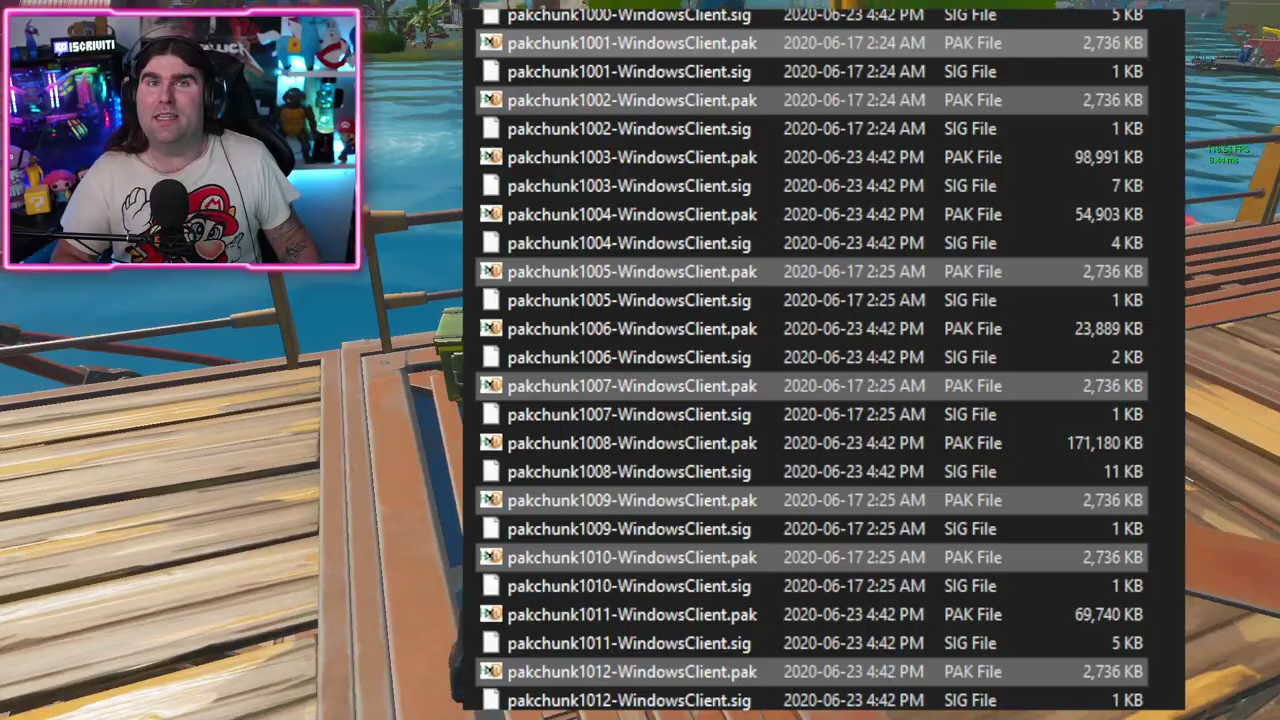 ISCRIVITI
pakchunk1000-WindowsClient.sig 2020-06-23 4:42 PM SIG File 5 KB
pakchunk1001-WindowsClient.pak 2020-06-17 2:24 AM PAK File 2,736 KB
pakchunk1001-WindowsClient.sig 2020-06-17 2:24 AM SIG File 1 KB
pakchunk1002-WindowsClient.pak 2020-06-17 2:24 AM PAK File 2,736 KB
pakchunk1002-WindowsClient.sig 2020-06-17 2:24 AM SIG File 1 KB
pakchunk1003-WindowsClient.pak 2020-06-23 4:42 PM PAK File 98,991 KB
pakchunk1003-WindowsClient.sig 2020-06-23 4:42 PM SIG File 7 KB
pakchunk1004-WindowsClient.pak 2020-06-23 4:42 PM PAK File 54,903 KB
pakchunk1004-WindowsClient.sig 2020-06-23 4:42 PM SIG File 4 KB
pakchunk1005-WindowsClient.pak 2020-06-17 2:25 AM PAK File 2,736 KB
pakchunk1005-WindowsClient.sig 2020-06-17 2:25 AM SIG File 1 KB
pakchunk1006-WindowsClient.pak 2020-06-23 4:42 PM PAK File 23,889 KB
pakchunk1006-WindowsClient.sig 2020-06-23 4:42 PM SIG File 2 KB
pakchunk1007-WindowsClient.pak 2020-06-17 2:25 AM PAK File 2,736 KB
pakchunk1007-WindowsClient.sig 2020-06-17 2:25 AM SIG File 1 KB
pakchunk1008-WindowsClient.pak 2020-06-23 4:42 PM PAK File 171,180 KB
pakchunk1008-WindowsClient.sig 2020-06-23 4:42 PM SIG File 11 KB
pakchunk1009-WindowsClient.pak 2020-06-17 2:25 AM PAK File 2,736 KB
pakchunk1009-WindowsClient.sig 2020-06-17 2:25 AM SIG File 1 KB
pakchunk1010-WindowsClient.pak 2020-06-17 2:25 AM PAK File 2,736 KB
pakchunk1010-WindowsClient.sig 2020-06-17 2:25 AM SIG File 1 KB
pakchunk1011-WindowsClient.pak 2020-06-23 4:42 PM PAK File 69,740 KB
pakchunk1011-WindowsClient.sig 2020-06-23 4:42 PM SIG File 5 KB
pakchunk1012-WindowsClient.pak 2020-06-17 2:25 AM PAK File 2,736 KB
pakchunk1012-WindowsClient.sig 2020-06-17 2:25 AM SIG File 1 KB
8.44 ms